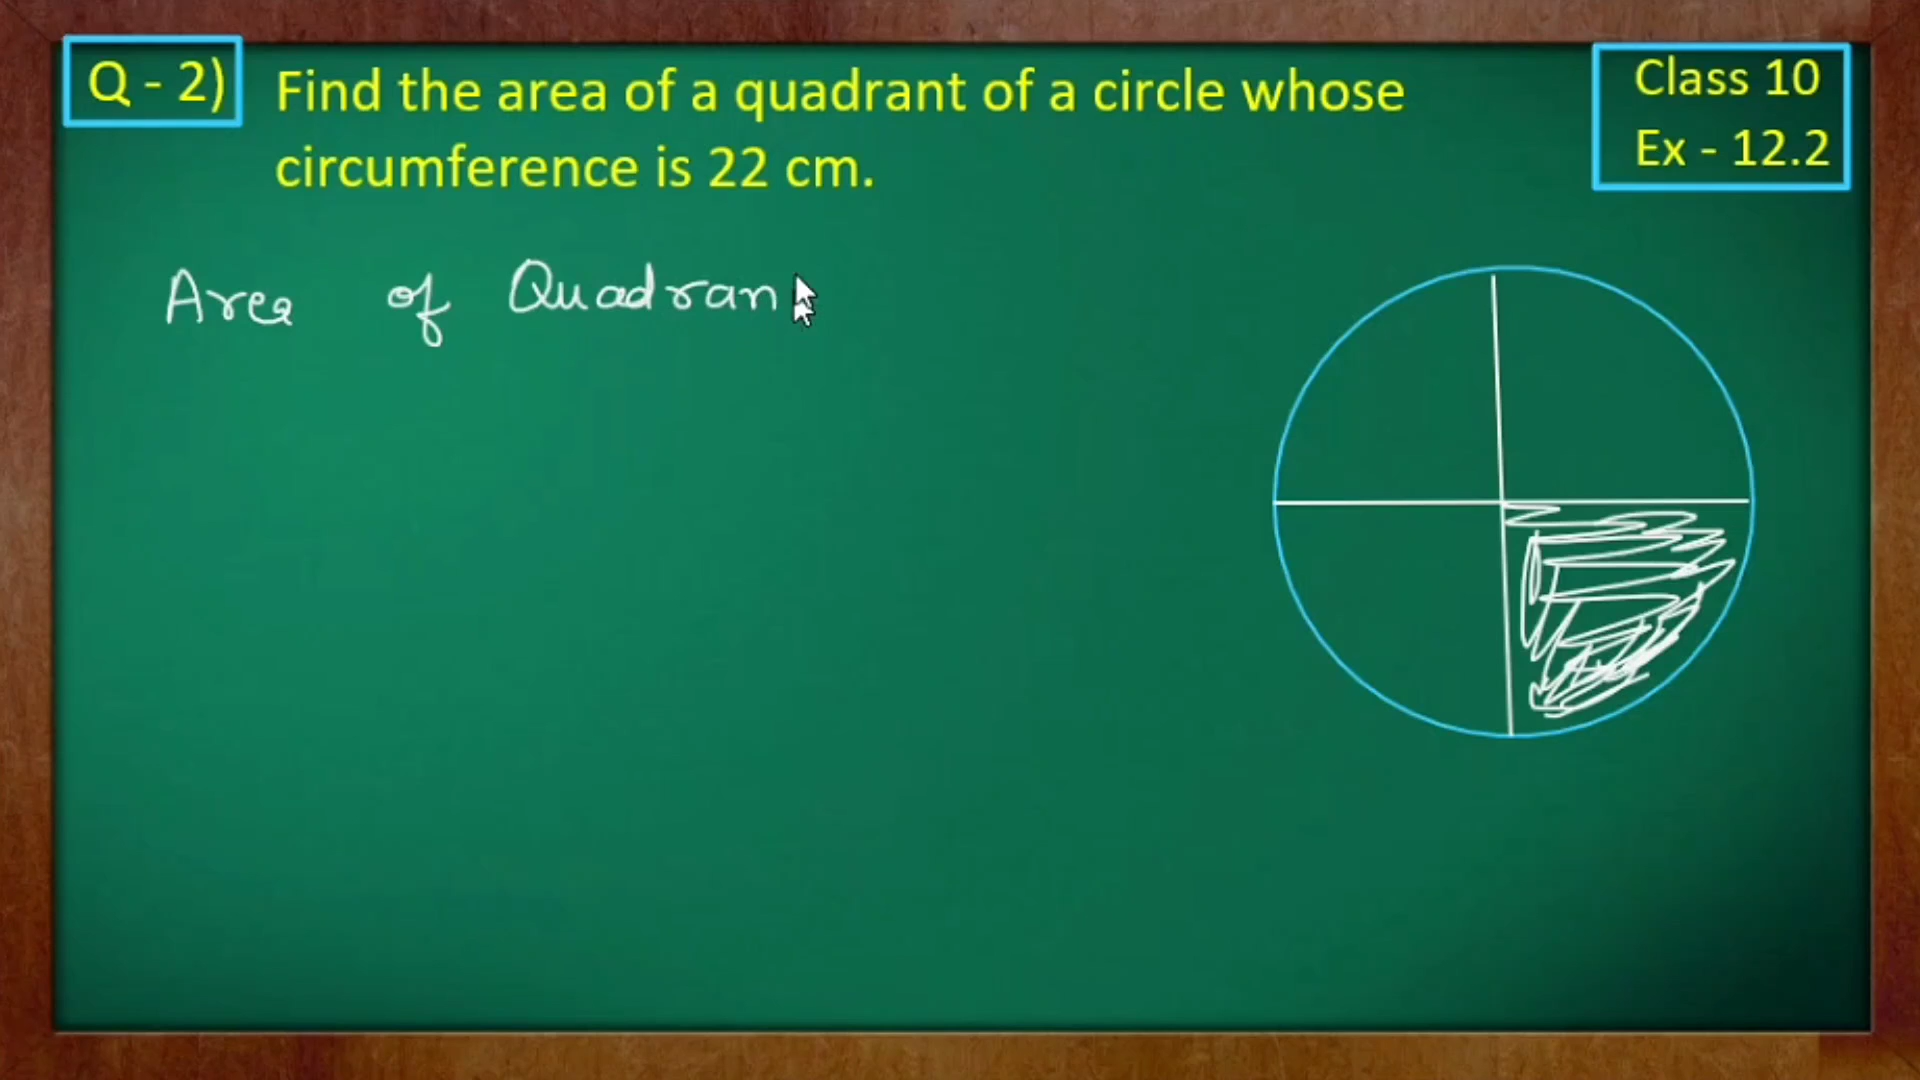 Q - 2)
Find the area of a quadrant of a circle whose
circumference is 22 cm.
Class 10
Ex - 12.2
Area of Quadran